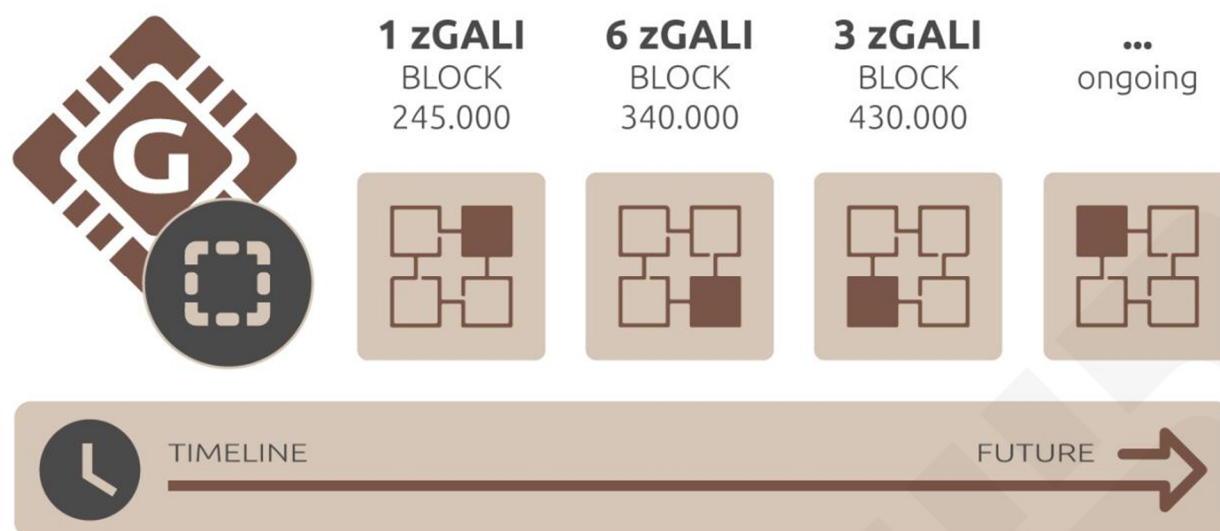 G
1 zGALI
BLOCK
245.000
6 zGALI
BLOCK
340.000
3 zGALI
BLOCK
430.000
...
ongoing
TIMELINE
FUTURE